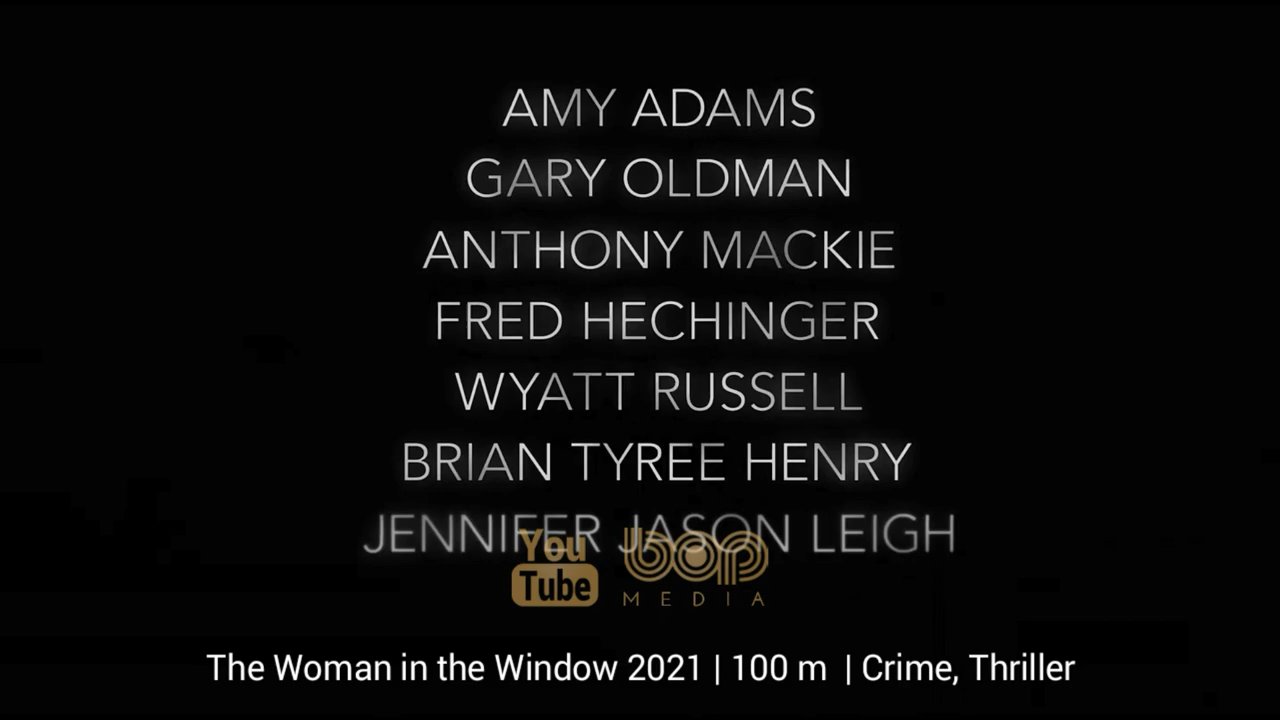 AMY ADAMS
GARY OLDMAN
ANTHONY MACKIE
FRED HECHINGER
WYATT RUSSELL
BRIAN TYREE HENRY
JENNIFER JASON LEIGH
You
Tube
bop
MEDIA
The Woman in the Window 2021 | 100 m | Crime, Thriller